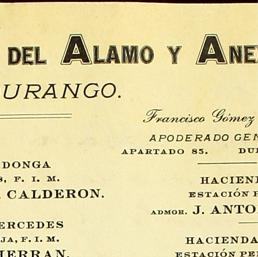 DEL ALAMO Y ANE
URANGO.
Francisco Gómez
APODERADO GEN
APARTADO 85. DU
DONGA
S, F. I. M.
CALDERON.
HACIEN
ESTACIÓN P
ADMOR. J. ANTO
ERCEDES
JA, F. I. M.
HERRAN.
HACIENDA
ESTACIÓN PE